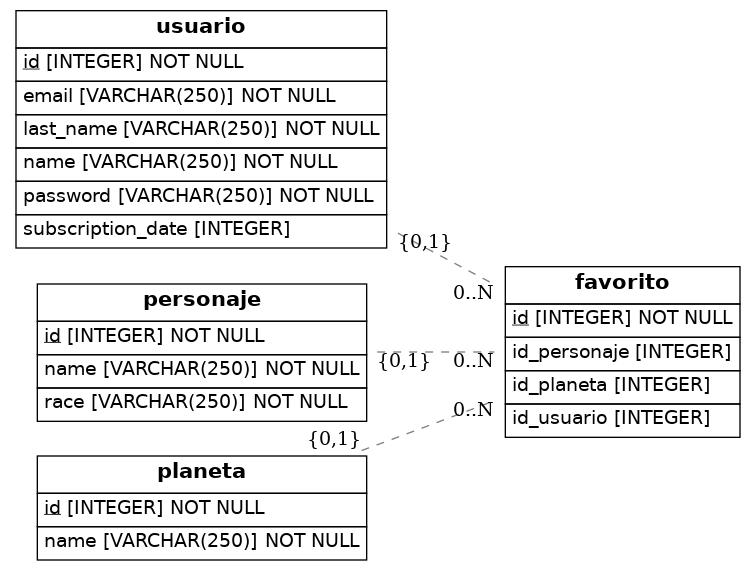 usuario
id [INTEGER] NOT NULL
email [VARCHAR(250)] NOT NULL
last_name [VARCHAR(250)] NOT NULL
name [VARCHAR(250)] NOT NULL
password [VARCHAR(250)] NOT NULL
subscription_date [INTEGER]
{0,1}
0..N
favorito
id [INTEGER] NOT NULL
id_personaje [INTEGER]
id_planeta [INTEGER]
id_usuario [INTEGER]
personaje
id [INTEGER] NOT NULL
name [VARCHAR(250)] NOT NULL
race [VARCHAR(250)] NOT NULL
{0,1}
0..N
0..N
{0,1}
planeta
id [INTEGER] NOT NULL
name [VARCHAR(250)] NOT NULL